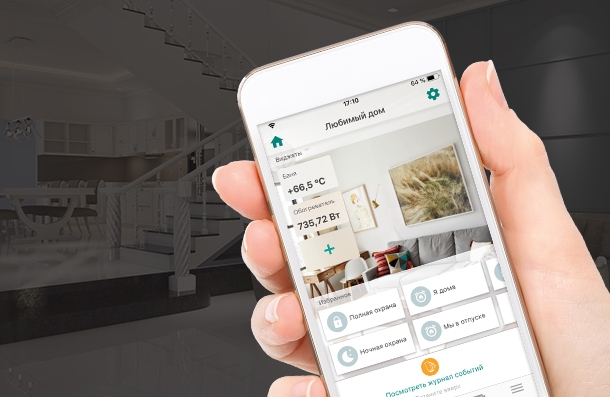 64 %
17:10
Любимый дом
Виджеты
Баня
+66,5 °C
Обогреватель
735,72 Вт
+
Избранное
Полная охрана
Я дома
Ночная охрана
Мы в отпуске
Посмотреть журнал событий